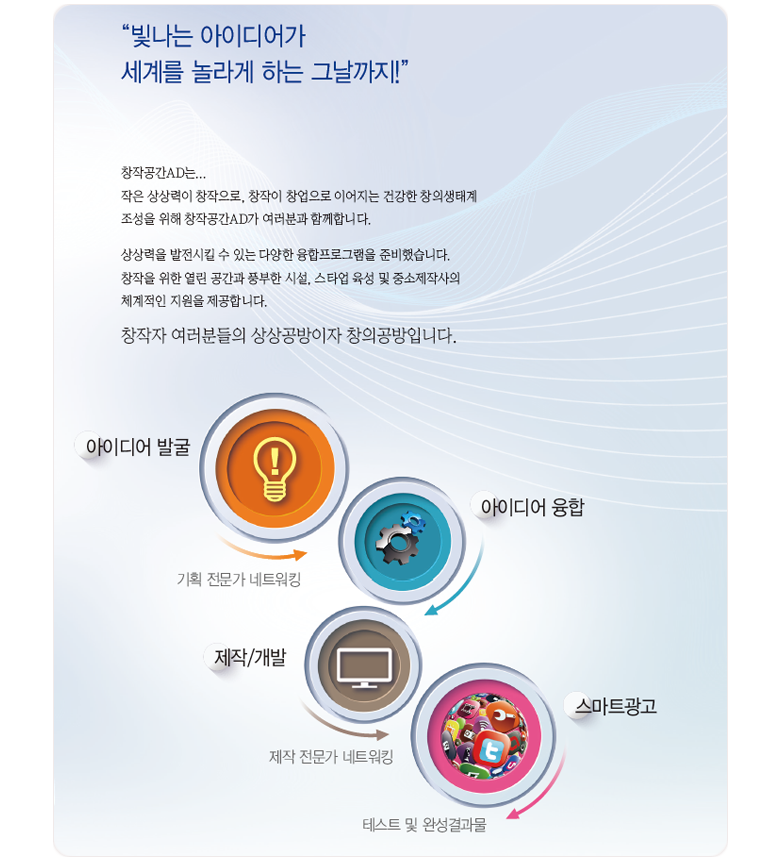 “빛나는 아이디어가
세계를 놀라게 하는 그날까지!”
창작공간AD는...
작은 상상력이 창작으로, 창작이 창업으로 이어지는 건강한 창의생태계
조성을 위해 창작공간AD가 여러분과 함께합니다.
상상력을 발전시킬 수 있는 다양한 융합프로그램을 준비했습니다.
창작을 위한 열린 공간과 풍부한 시설, 스타업 육성 및 중소제작사의
체계적인 지원을 제공합니다.
창작자 여러분들의 상상공방이자 창의공방입니다.
아이디어 발굴
아이디어 융합
기획 전문가 네트워킹
제작/개발
스마트광고
제작 전문가 네트워킹
테스트 및 완성결과물